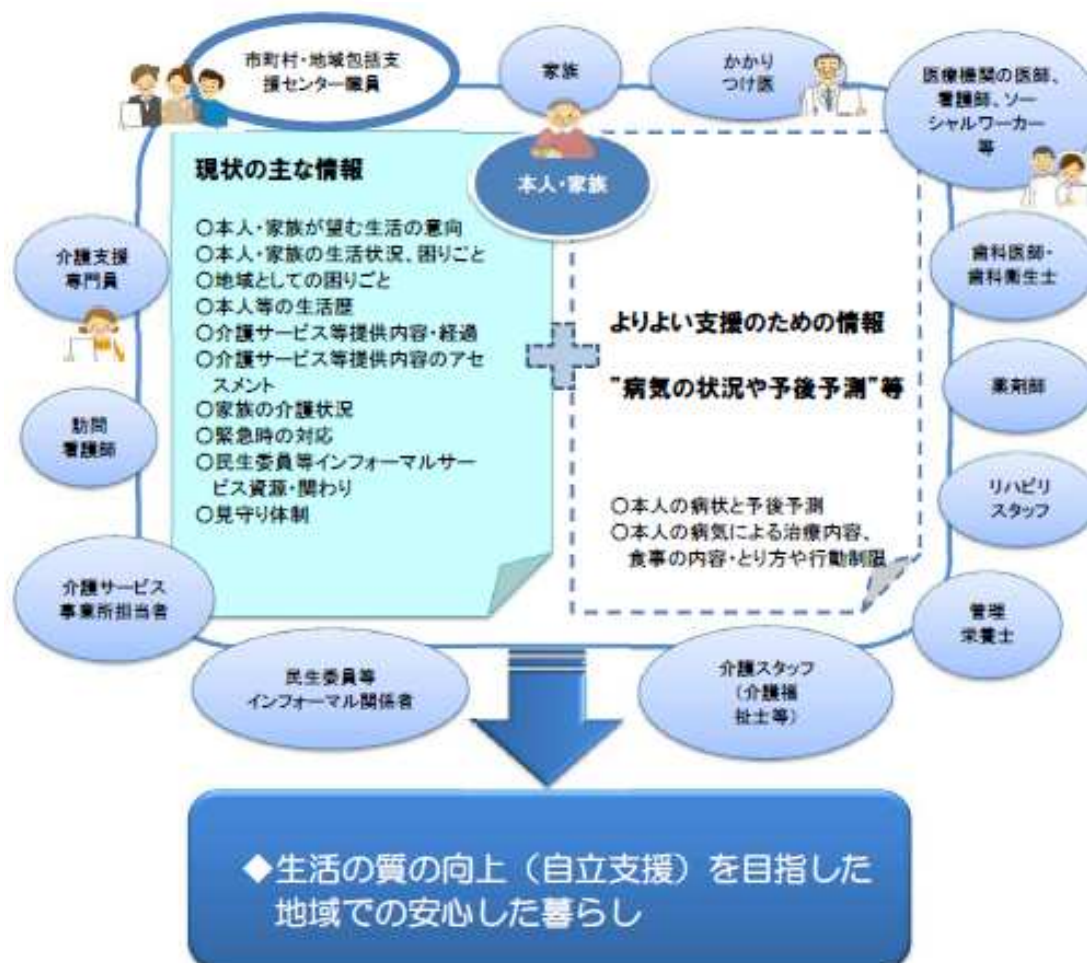 市町村・地域包括支
援センター職員
家族
かかり
つけ医
医療機関の医師、
看護師、ソー
シャルワーカー
等
本人・家族
現状の主な情報
○本人・家族が望む生活の意向
○本人・家族の生活状況、困りごと
○地域としての困りごと
○本人等の生活歴
○介護サービス等提供内容・経過
○介護サービス等提供内容のアセ
スメント
○家族の介護状況
○緊急時の対応
○民生委員等インフォーマルサー
ビス資源・関わり
○見守り体制
よりよい支援のための情報
"病気の状況や予後予測"等
○本人の病状と予後予測
○本人の病気による治療内容、
食事の内容・とり方や行動制限
介護支援
専門員
訪問
看護師
介護サービス
事業所担当者
民生委員等
インフォーマル関係者
介護スタッフ
(介護福
祉士等)
管理
栄養士
リハビリ
スタッフ
薬剤師
歯科医師・
歯科衛生士
◆生活の質の向上（自立支援）を目指した
地域での安心した暮らし